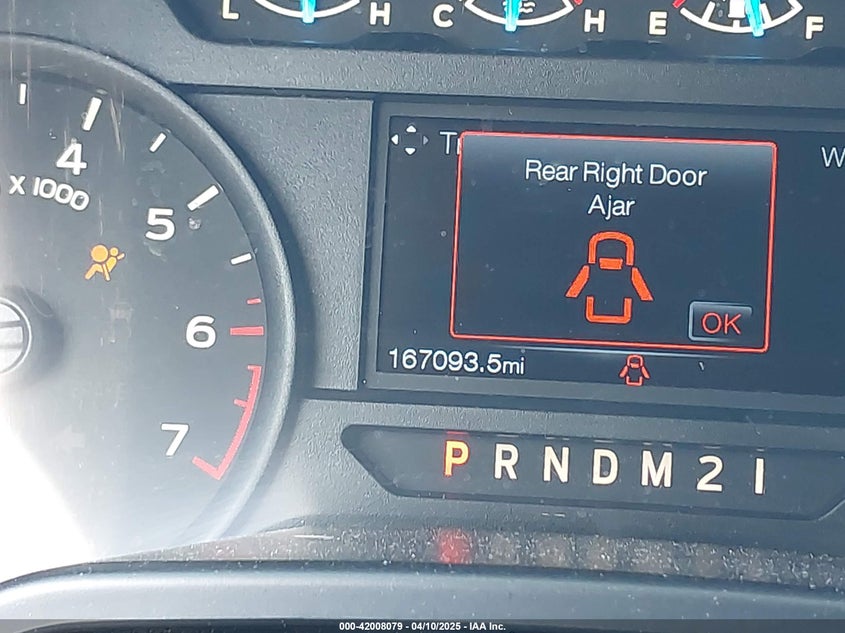 L H C H E F
4
x 1000
5
6
7
Rear Right Door
Ajar
OK
167093.5mi
P R N D M 2 1
000-42008079 - 04/10/2025 - IAA Inc.